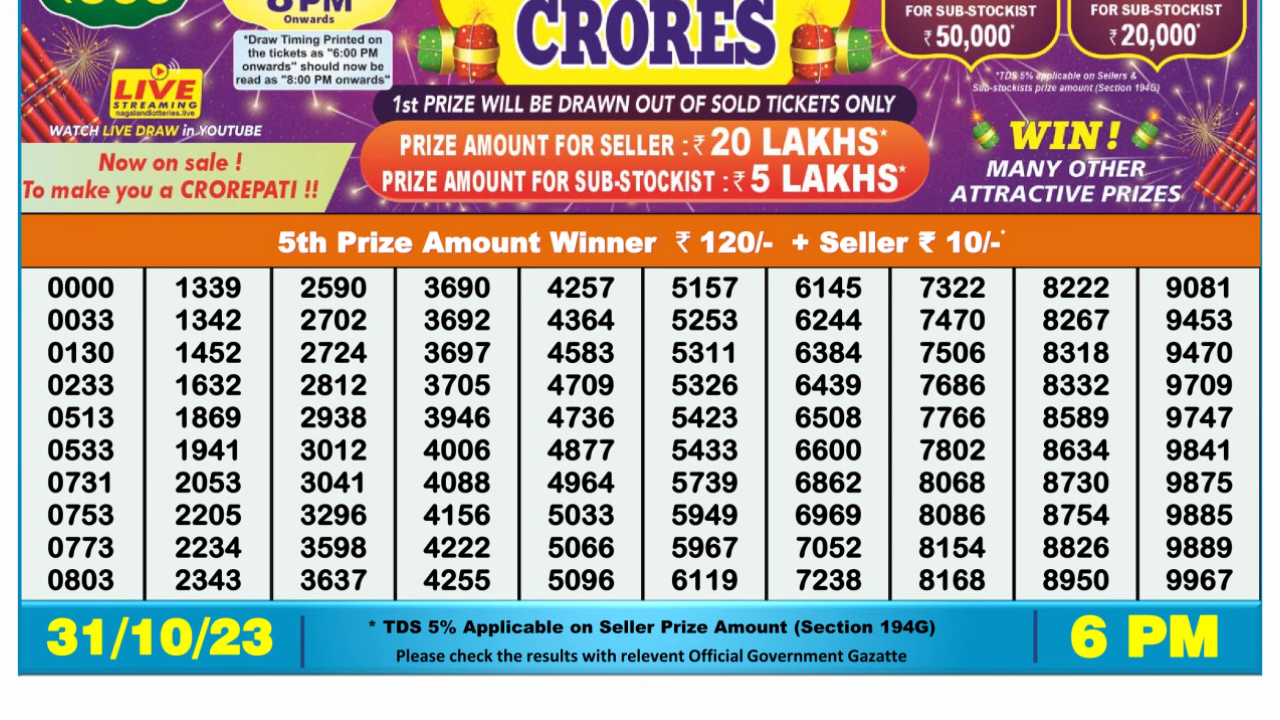 8 PM
Onwards
*Draw Timing Printed on
the tickets as "6:00 PM
onwards" should now be
read as "8:00 PM onwards"
CRORES
FOR SUB-STOCKIST
₹ 50,000*
FOR SUB-STOCKIST
₹ 20,000*
*TDS 5% applicable on Sellers &
Sub-stockists prize amount (Section 194G)
LIVE
STREAMING
nagalandlotteries.live
WATCH LIVE DRAW in YOUTUBE
1st PRIZE WILL BE DRAWN OUT OF SOLD TICKETS ONLY
PRIZE AMOUNT FOR SELLER : ₹ 20 LAKHS*
PRIZE AMOUNT FOR SUB-STOCKIST : ₹ 5 LAKHS*
WIN !
MANY OTHER
ATTRACTIVE PRIZES
Now on sale !
To make you a CROREPATI !!
5th Prize Amount Winner ₹ 120/- + Seller ₹ 10/-*
0000 1339 2590 3690 4257 5157 6145 7322 8222 9081
0033 1342 2702 3692 4364 5253 6244 7470 8267 9453
0130 1452 2724 3697 4583 5311 6384 7506 8318 9470
0233 1632 2812 3705 4709 5326 6439 7686 8332 9709
0513 1869 2938 3946 4736 5423 6508 7766 8589 9747
0533 1941 3012 4006 4877 5433 6600 7802 8634 9841
0731 2053 3041 4088 4964 5739 6862 8068 8730 9875
0753 2205 3296 4156 5033 5949 6969 8086 8754 9885
0773 2234 3598 4222 5066 5967 7052 8154 8826 9889
0803 2343 3637 4255 5096 6119 7238 8168 8950 9967
31/10/23
* TDS 5% Applicable on Seller Prize Amount (Section 194G)
Please check the results with relevent Official Government Gazatte
6 PM